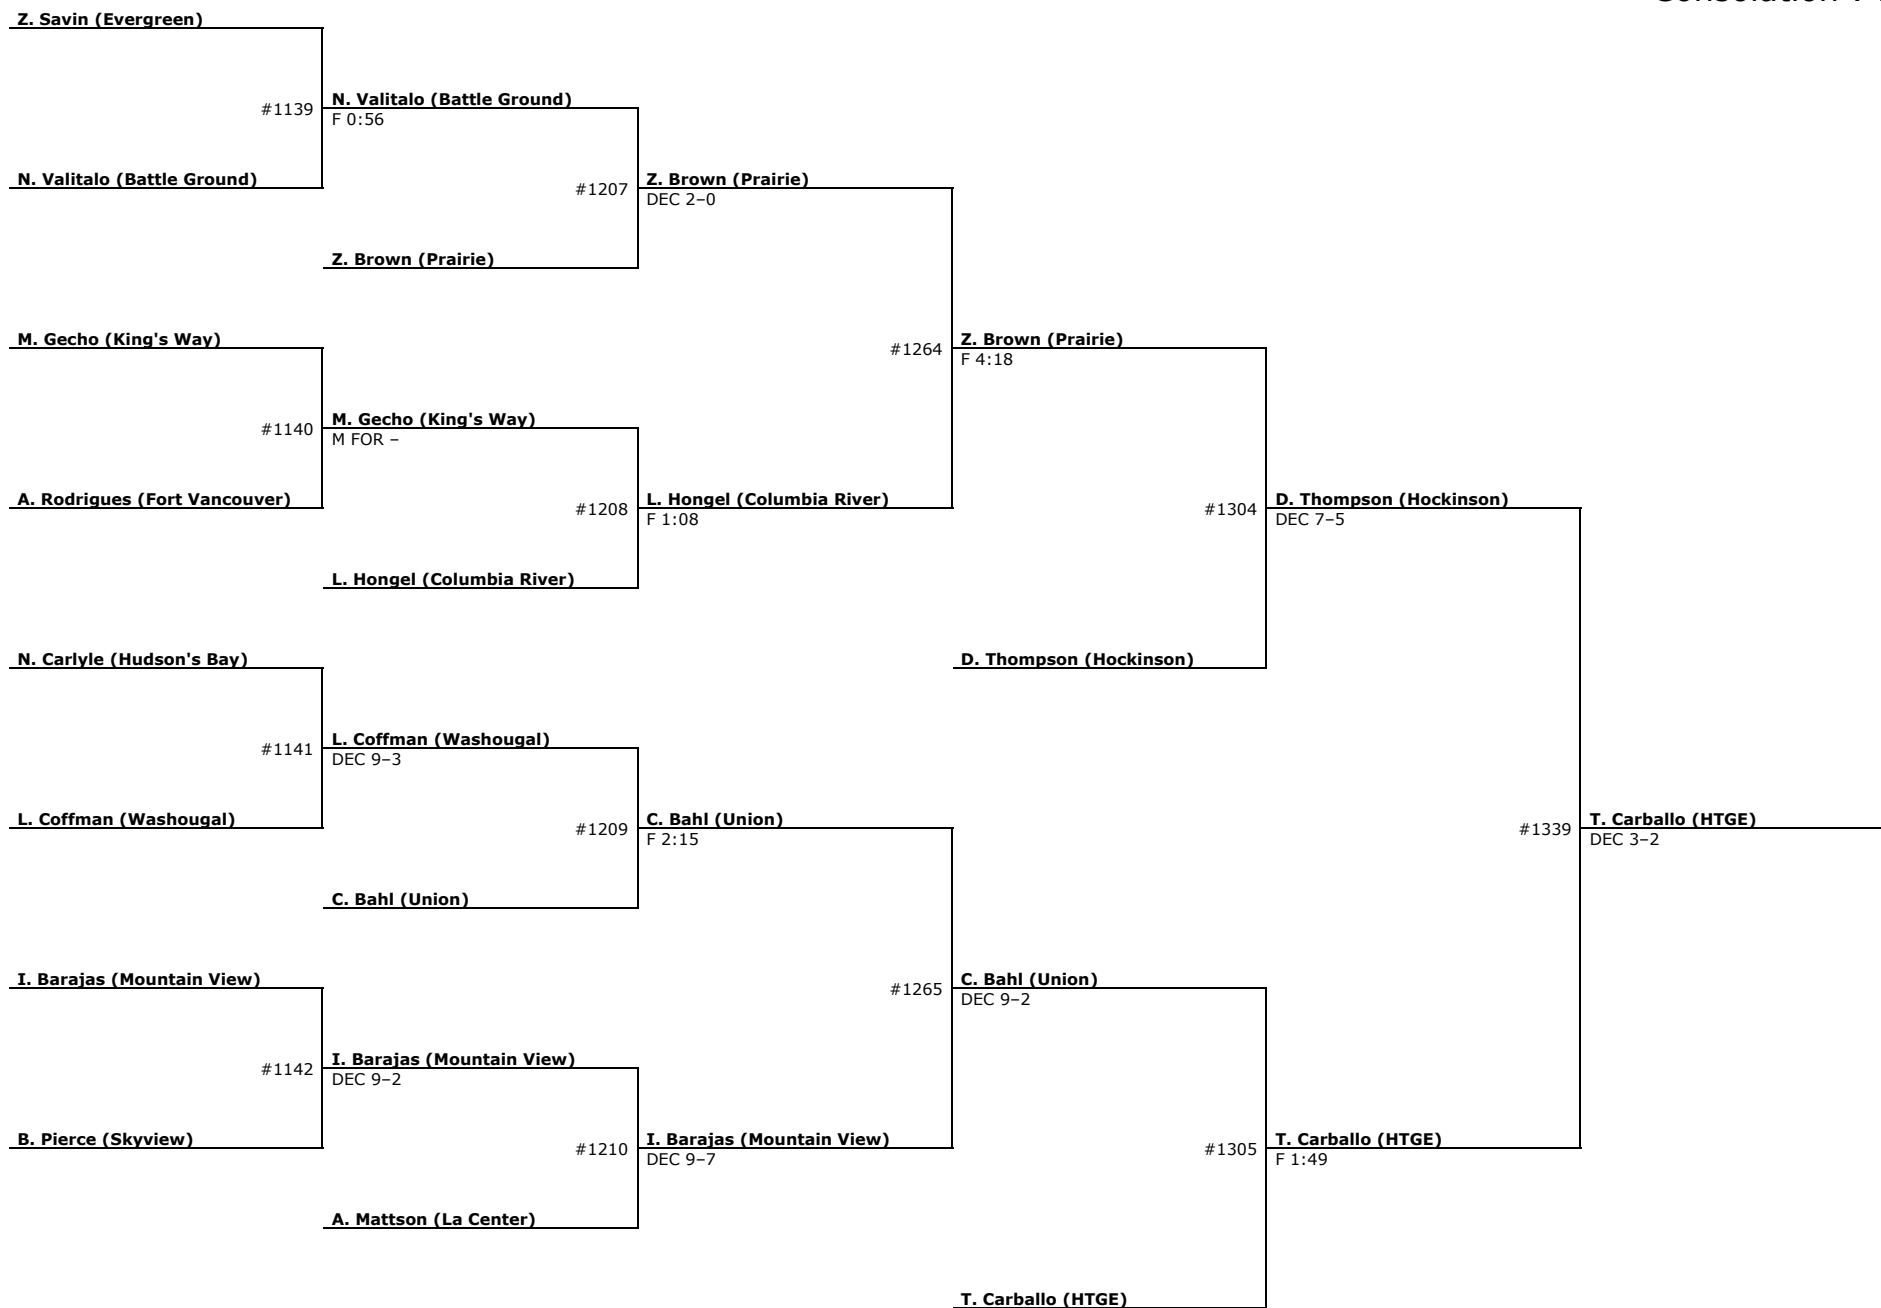 Consolation
Z. Savin (Evergreen)
#1139
N. Valitalo (Battle Ground)
F 0:56
N. Valitalo (Battle Ground)
#1207
Z. Brown (Prairie)
DEC 2–0
Z. Brown (Prairie)
M. Gecho (King's Way)
#1264
Z. Brown (Prairie)
F 4:18
#1140
M. Gecho (King's Way)
M FOR –
A. Rodrigues (Fort Vancouver)
#1208
L. Hongel (Columbia River)
F 1:08
#1304
D. Thompson (Hockinson)
DEC 7–5
L. Hongel (Columbia River)
N. Carlyle (Hudson's Bay)
D. Thompson (Hockinson)
#1141
L. Coffman (Washougal)
DEC 9–3
L. Coffman (Washougal)
#1209
C. Bahl (Union)
F 2:15
#1339
T. Carballo (HTGE)
DEC 3–2
C. Bahl (Union)
I. Barajas (Mountain View)
#1265
C. Bahl (Union)
DEC 9–2
#1142
I. Barajas (Mountain View)
DEC 9–2
B. Pierce (Skyview)
#1210
I. Barajas (Mountain View)
DEC 9–7
#1305
T. Carballo (HTGE)
F 1:49
A. Mattson (La Center)
T. Carballo (HTGE)